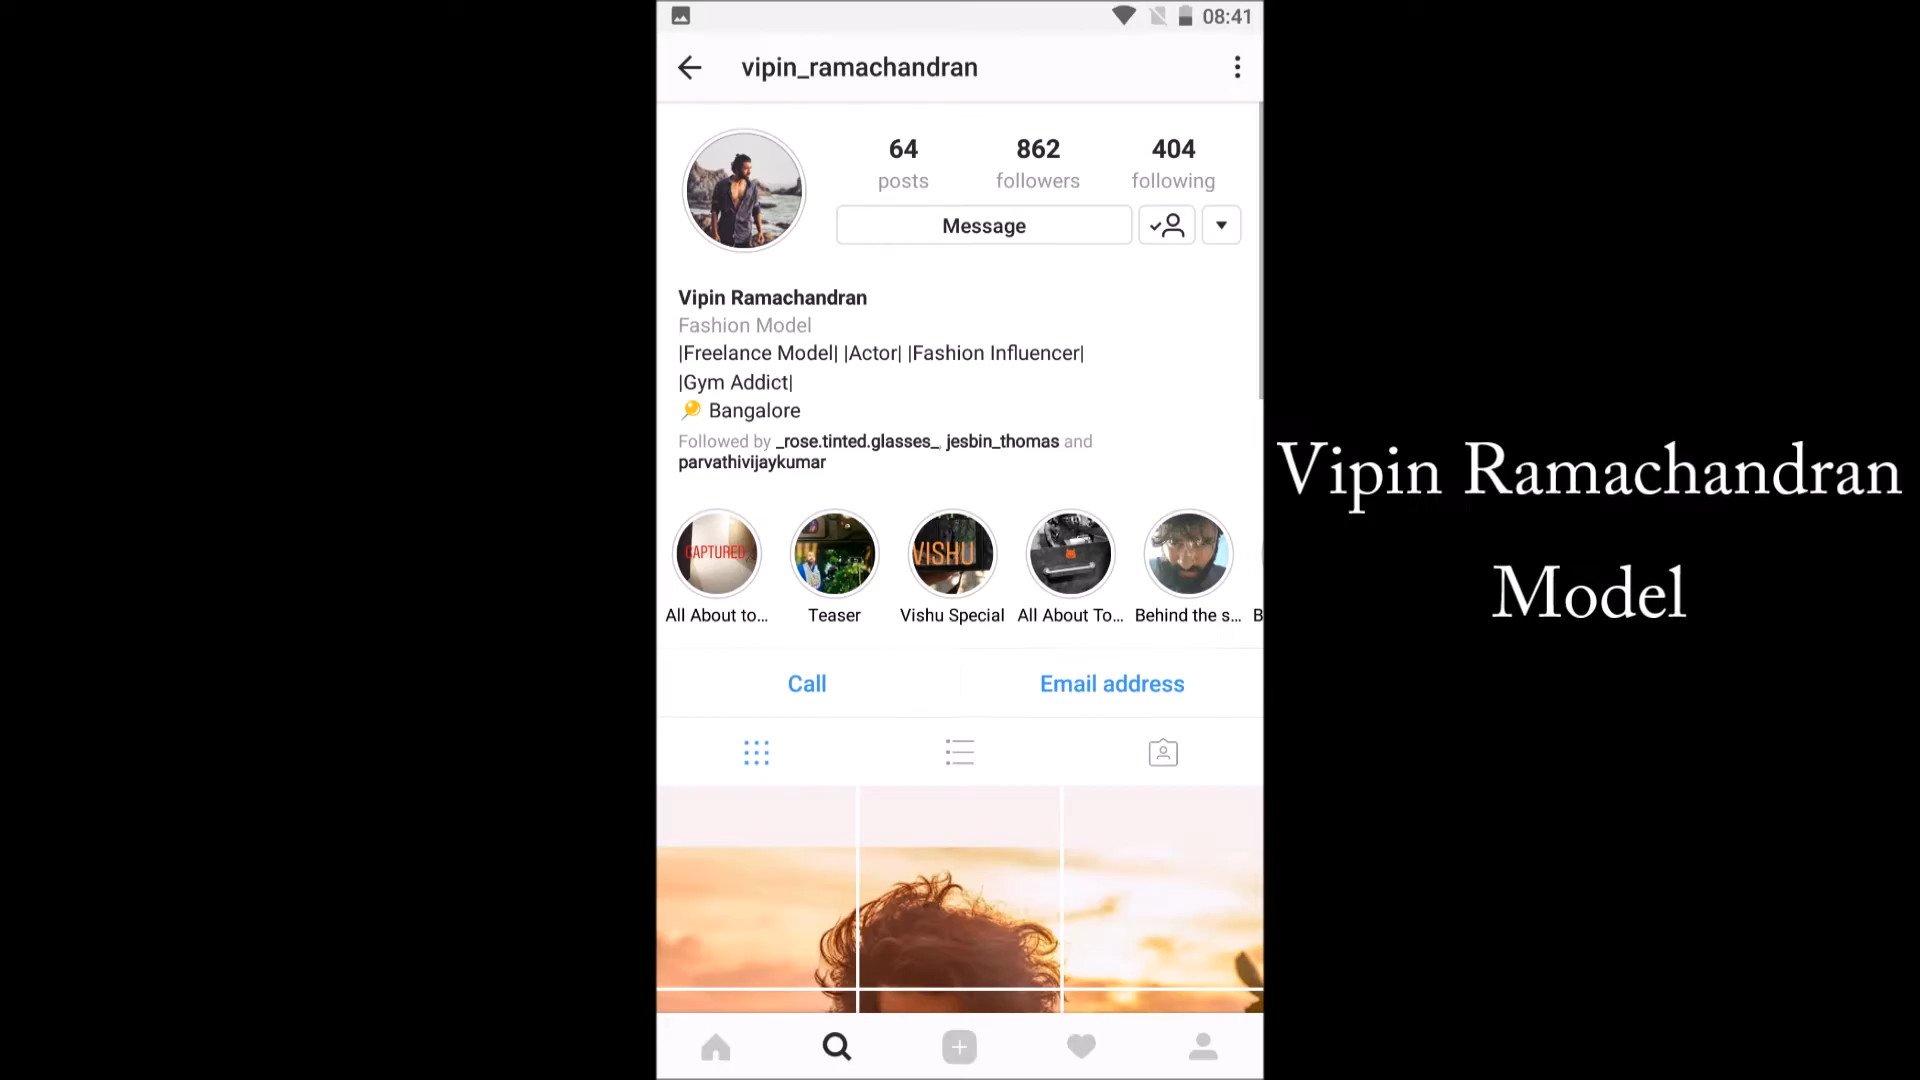 08:41
vipin_ramachandran
64 862 404
posts followers following
Message
Vipin Ramachandran
Fashion Model
|Freelance Model| |Actor| |Fashion Influencer|
|Gym Addict|
Bangalore
Followed by _rose.tinted.glasses_, jesbin_thomas and
parvathivijaykumar
CAPTURED
VISHU
All About to... Teaser Vishu Special All About To... Behind the s... B
Call Email address
Vipin Ramachandran
Model